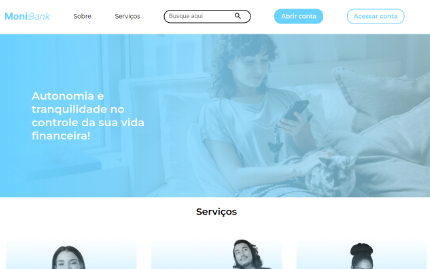 MoniBank
Sobre
Serviços
Busque aqui
Abrir conta
Acessar conta
Autonomia e
tranquilidade no
controle da sua vida
financeira!
Serviços